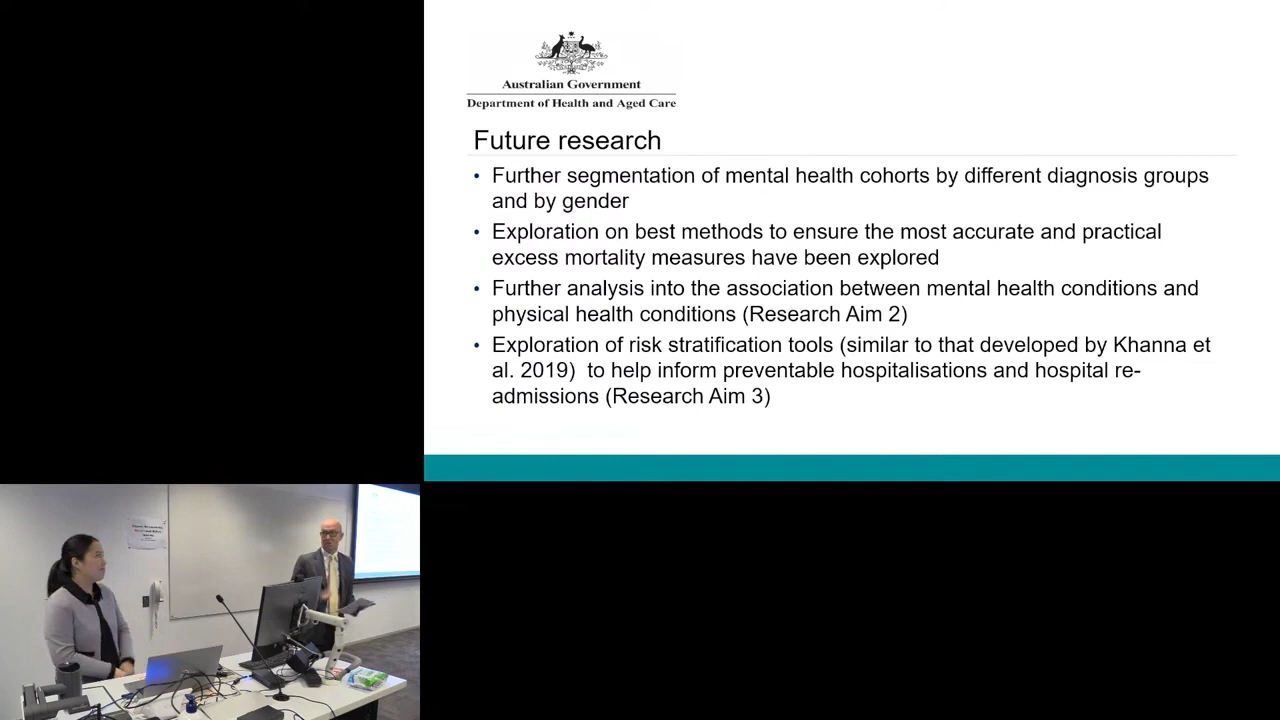 Australian Government
Department of Health and Aged Care
Future research
• Further segmentation of mental health cohorts by different diagnosis groups
and by gender
• Exploration on best methods to ensure the most accurate and practical
excess mortality measures have been explored
• Further analysis into the association between mental health conditions and
physical health conditions (Research Aim 2)
• Exploration of risk stratification tools (similar to that developed by Khanna et
al. 2019)  to help inform preventable hospitalisations and hospital re-
admissions (Research Aim 3)